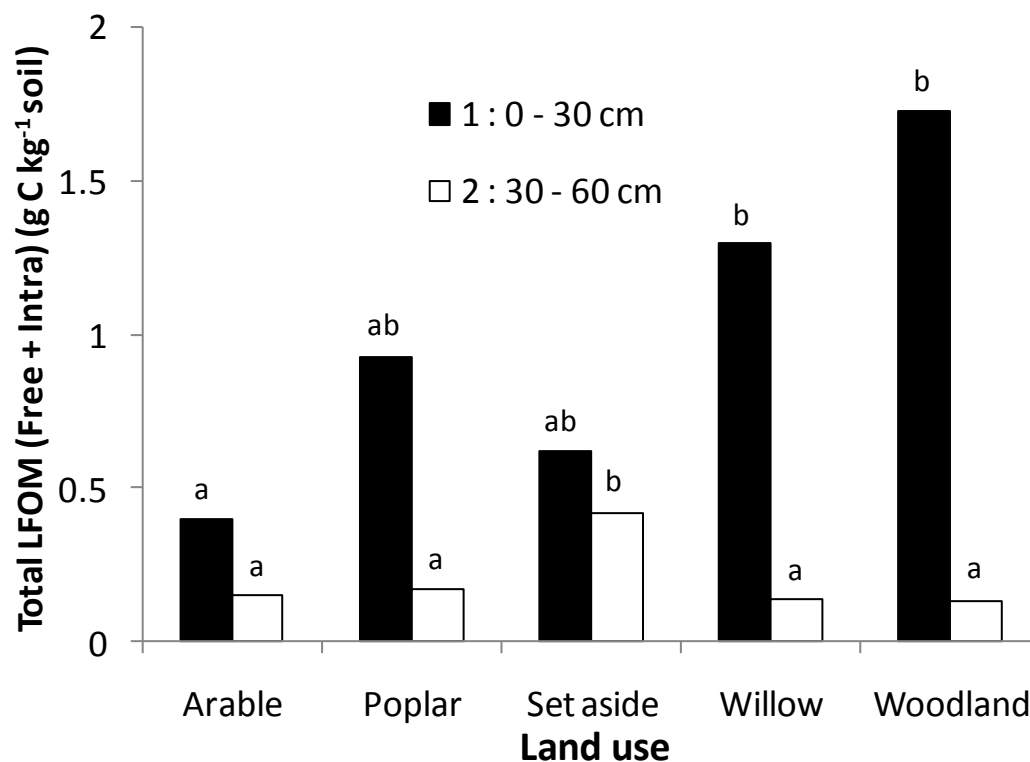 Total LFOM (Free + Intra) (g C kg⁻¹ soil)
2
1.5
1
0.5
0
1 : 0 - 30 cm
2 : 30 - 60 cm
a
a
ab
a
ab
b
b
a
b
a
Arable
Poplar
Set aside
Willow
Woodland
Land use